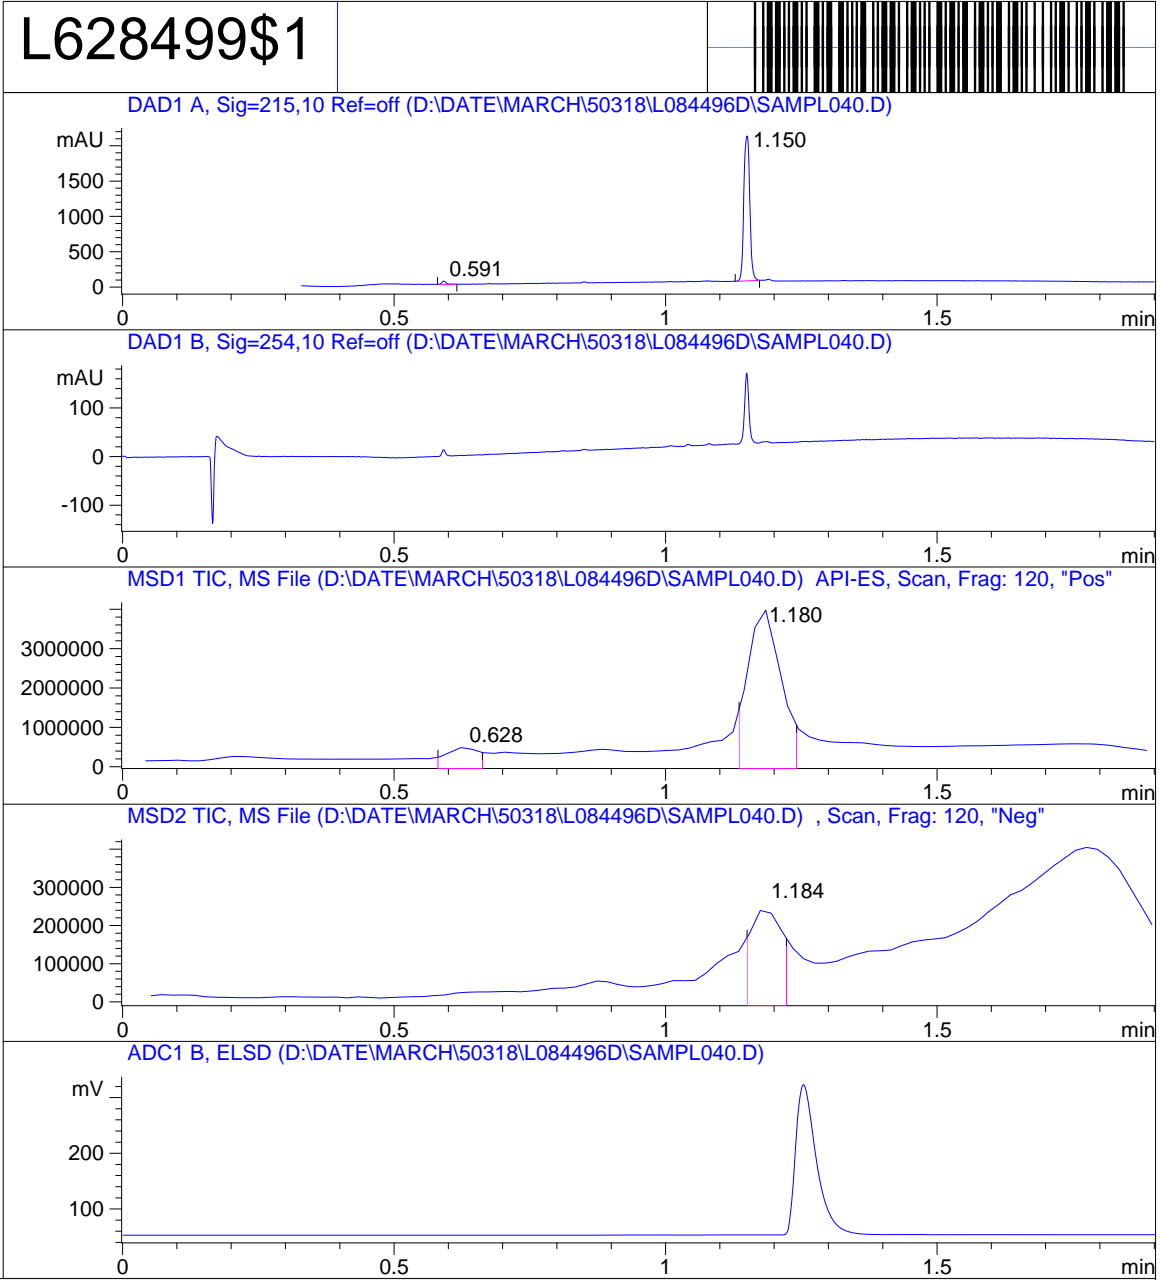 L628499$1
DAD1 A, Sig=215,10 Ref=off (D:\DATE\MARCH\50318\L084496D\SAMPL040.D)
mAU
1.150
1500
1000
500
0.591
0
0 0.5 1 1.5 min
DAD1 B, Sig=254,10 Ref=off (D:\DATE\MARCH\50318\L084496D\SAMPL040.D)
mAU
100
0
-100
0 0.5 1 1.5 min
MSD1 TIC, MS File (D:\DATE\MARCH\50318\L084496D\SAMPL040.D) API-ES, Scan, Frag: 120, "Pos"
1.180
3000000
2000000
1000000
0.628
0
0 0.5 1 1.5 min
MSD2 TIC, MS File (D:\DATE\MARCH\50318\L084496D\SAMPL040.D) , Scan, Frag: 120, "Neg"
300000
1.184
200000
100000
0
0 0.5 1 1.5 min
ADC1 B, ELSD (D:\DATE\MARCH\50318\L084496D\SAMPL040.D)
mV
200
100
0 0.5 1 1.5 min